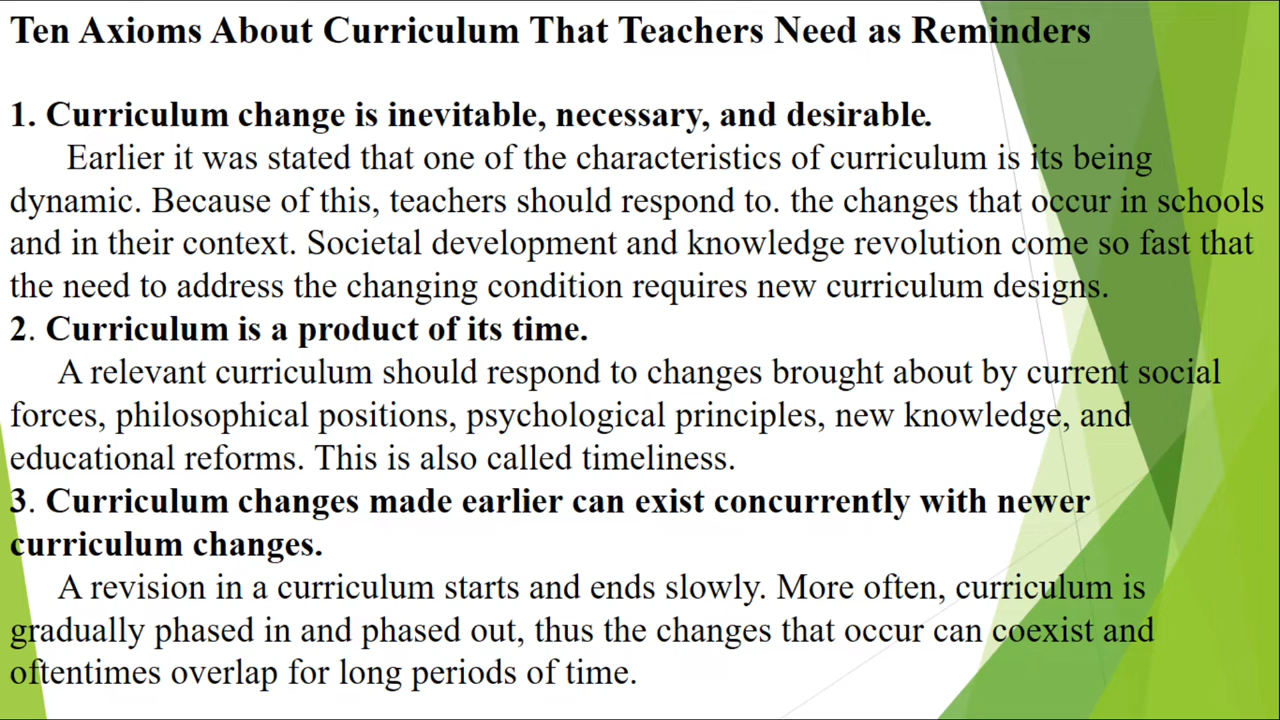 Ten Axioms About Curriculum That Teachers Need as Reminders
1. Curriculum change is inevitable, necessary, and desirable.
Earlier it was stated that one of the characteristics of curriculum is its being
dynamic. Because of this, teachers should respond to. the changes that occur in schools
and in their context. Societal development and knowledge revolution come so fast that
the need to address the changing condition requires new curriculum designs.
2. Curriculum is a product of its time.
A relevant curriculum should respond to changes brought about by current social
forces, philosophical positions, psychological principles, new knowledge, and
educational reforms. This is also called timeliness.
3. Curriculum changes made earlier can exist concurrently with newer
curriculum changes.
A revision in a curriculum starts and ends slowly. More often, curriculum is
gradually phased in and phased out, thus the changes that occur can coexist and
oftentimes overlap for long periods of time.